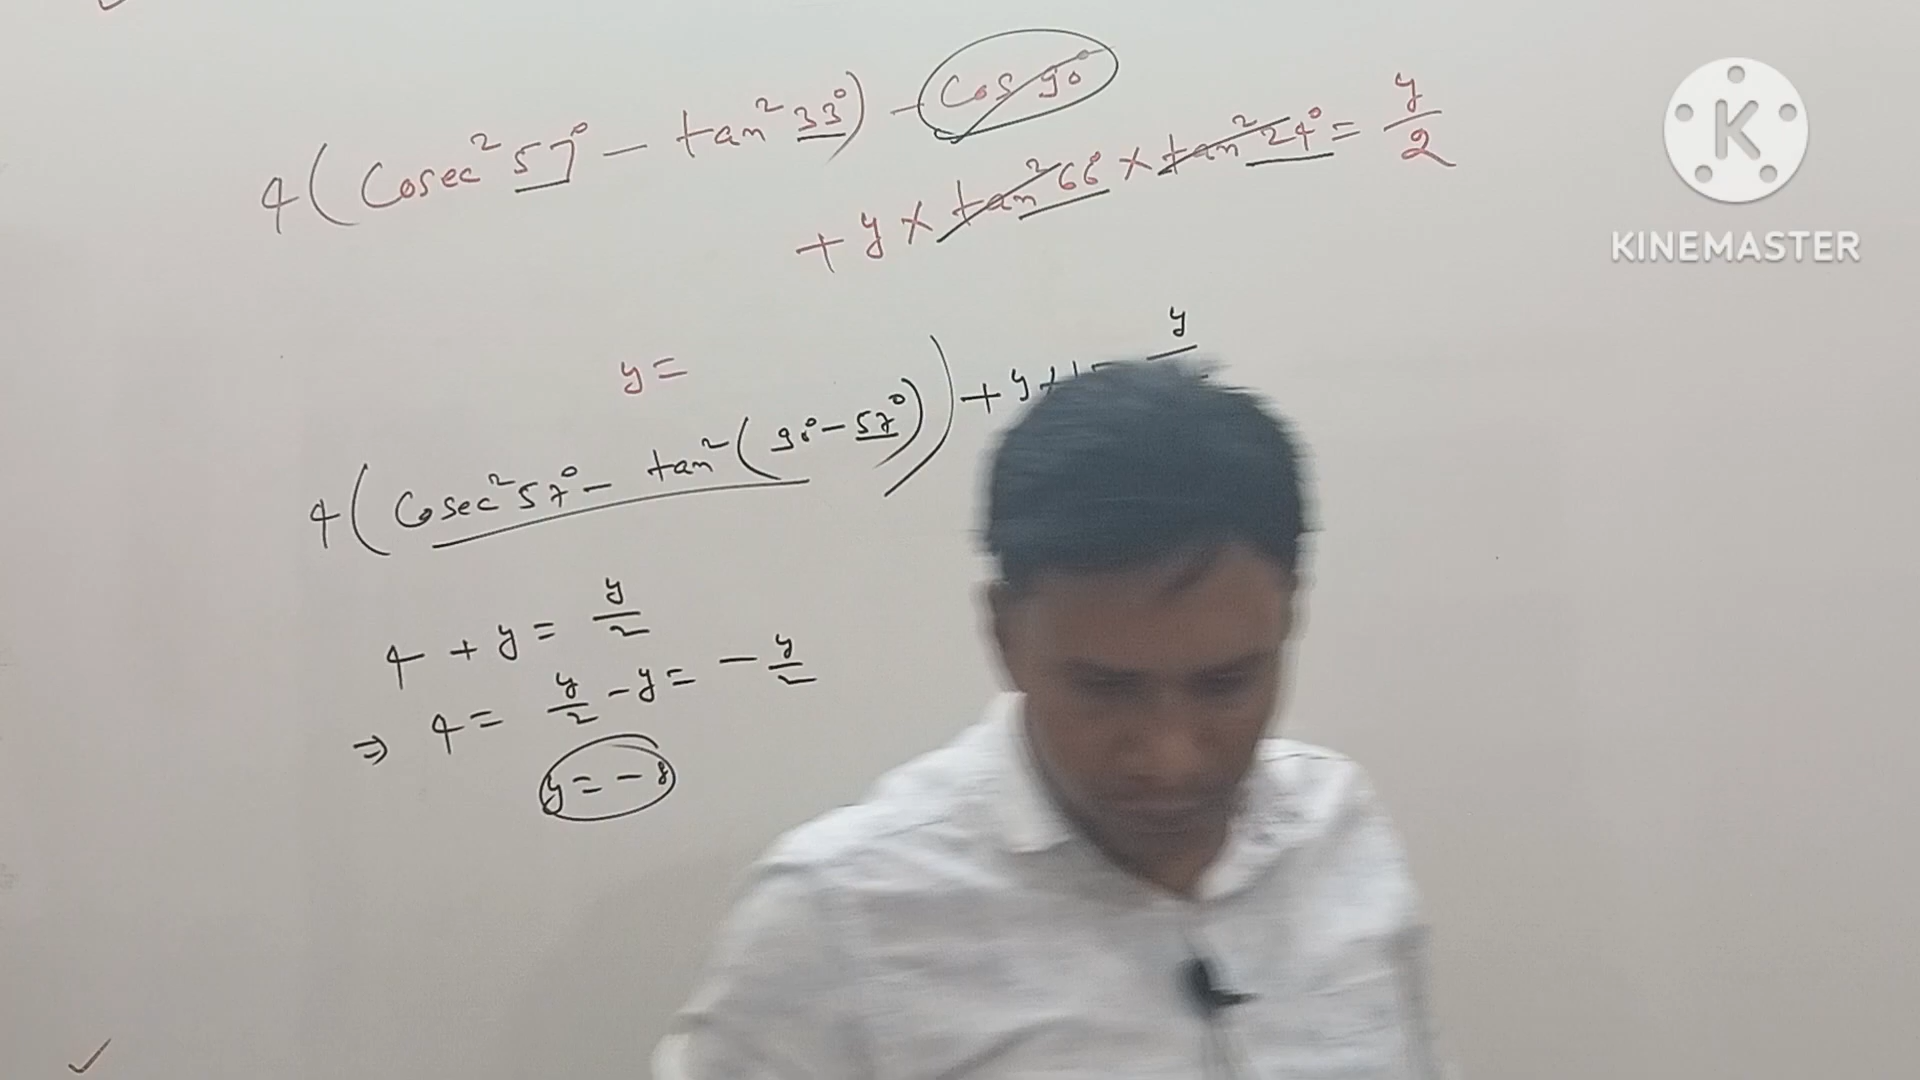 4(Cosec²57° - tan²33°) - Cos 90°
+ y × tan²66° × tan²24° = y/2
y =
4(Cosec²57° - tan²(90° - 57°)) + y × 1 = y
4 + y = y/2
⇒ 4 = y/2 - y = - y/2
y = - 8
K
KINEMASTER